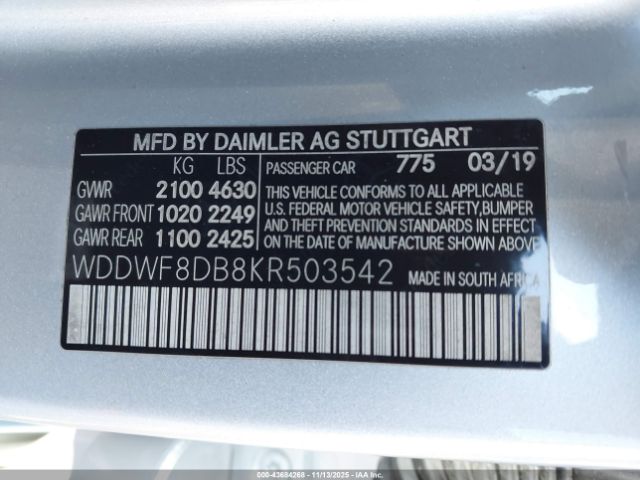 MFD BY DAIMLER AG STUTTGART
KG LBS PASSENGER CAR 775 03/19
GVWR 2100 4630 THIS VEHICLE CONFORMS TO ALL APPLICABLE
GAWR FRONT 1020 2249 U.S. FEDERAL MOTOR VEHICLE SAFETY, BUMPER
GAWR REAR 1100 2425 AND THEFT PREVENTION STANDARDS IN EFFECT
ON THE DATE OF MANUFACTURE SHOWN ABOVE.
WDDWF8DB8KR503542 MADE IN SOUTH AFRICA
000-43684268 - 11/13/2025 - IAAI.COM